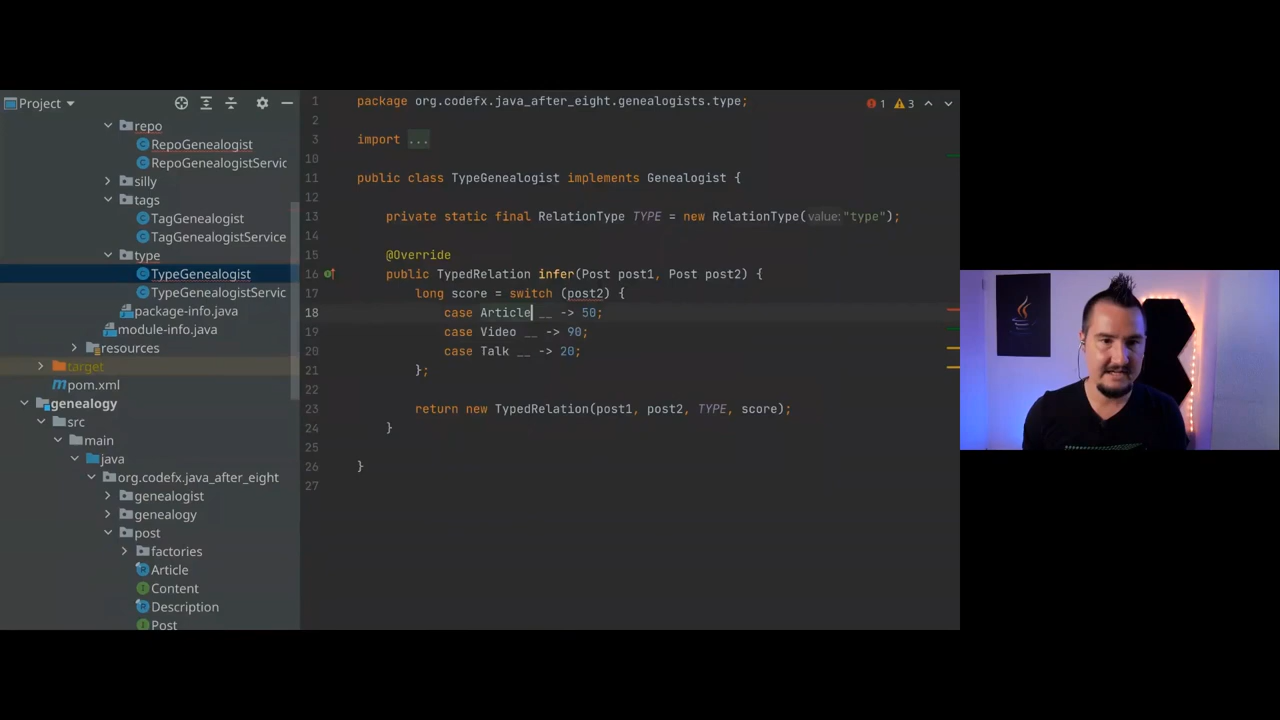 Project
repo
RepoGenealogist
RepoGenealogistServic
silly
tags
TagGenealogist
TagGenealogistService
type
TypeGenealogist
TypeGenealogistServic
package-info.java
module-info.java
resources
target
pom.xml
genealogy
src
main
java
org.codefx.java_after_eight
genealogist
genealogy
post
factories
Article
Content
Description
Post
1 package org.codefx.java_after_eight.genealogists.type;
2
3 import ...
10
11 public class TypeGenealogist implements Genealogist {
12
13 private static final RelationType TYPE = new RelationType( value: "type");
14
15 @Override
16 public TypedRelation infer(Post post1, Post post2) {
17 long score = switch (post2) {
18 case Article __ -> 50;
19 case Video __ -> 90;
20 case Talk __ -> 20;
21 };
22
23 return new TypedRelation(post1, post2, TYPE, score);
24 }
25
26 }
27
1 3